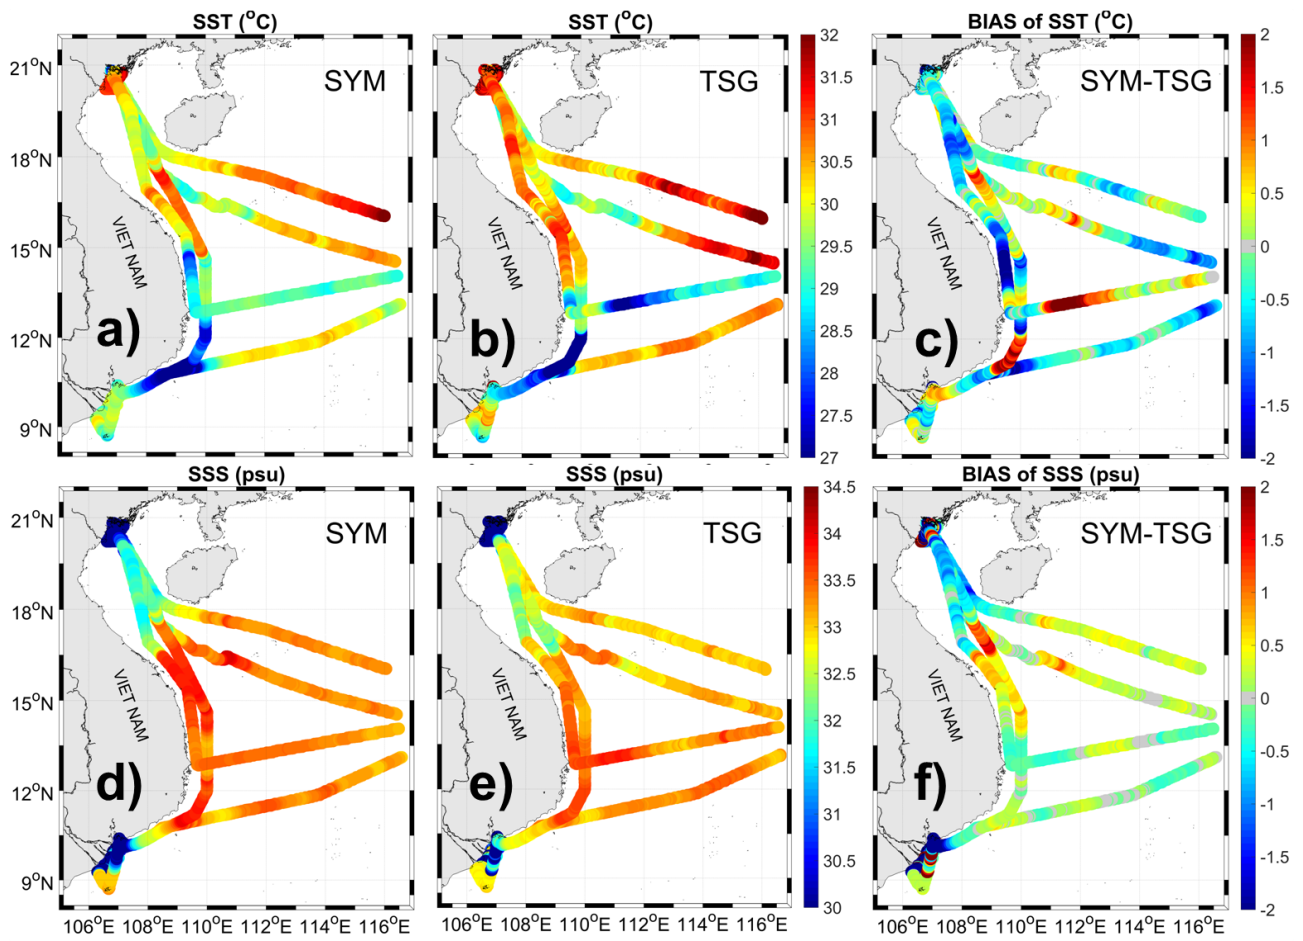 SST (°C)
SST (°C)
BIAS of SST (°C)
21°N
18°N
15°N
12°N
9°N
SYM
VIET NAM
a)
TSG
VIET NAM
b)
32
31.5
31
30.5
30
29.5
29
28.5
28
27.5
27
SYM-TSG
VIET NAM
c)
2
1.5
1
0.5
0
-0.5
-1
-1.5
-2
SSS (psu)
SSS (psu)
BIAS of SSS (psu)
21°N
18°N
15°N
12°N
9°N
SYM
VIET NAM
d)
106°E 108°E 110°E 112°E 114°E 116°E
TSG
VIET NAM
e)
106°E 108°E 110°E 112°E 114°E 116°E
34.5
34
33.5
33
32.5
32
31.5
31
30.5
30
SYM-TSG
VIET NAM
f)
106°E 108°E 110°E 112°E 114°E 116°E
2
1.5
1
0.5
0
-0.5
-1
-1.5
-2